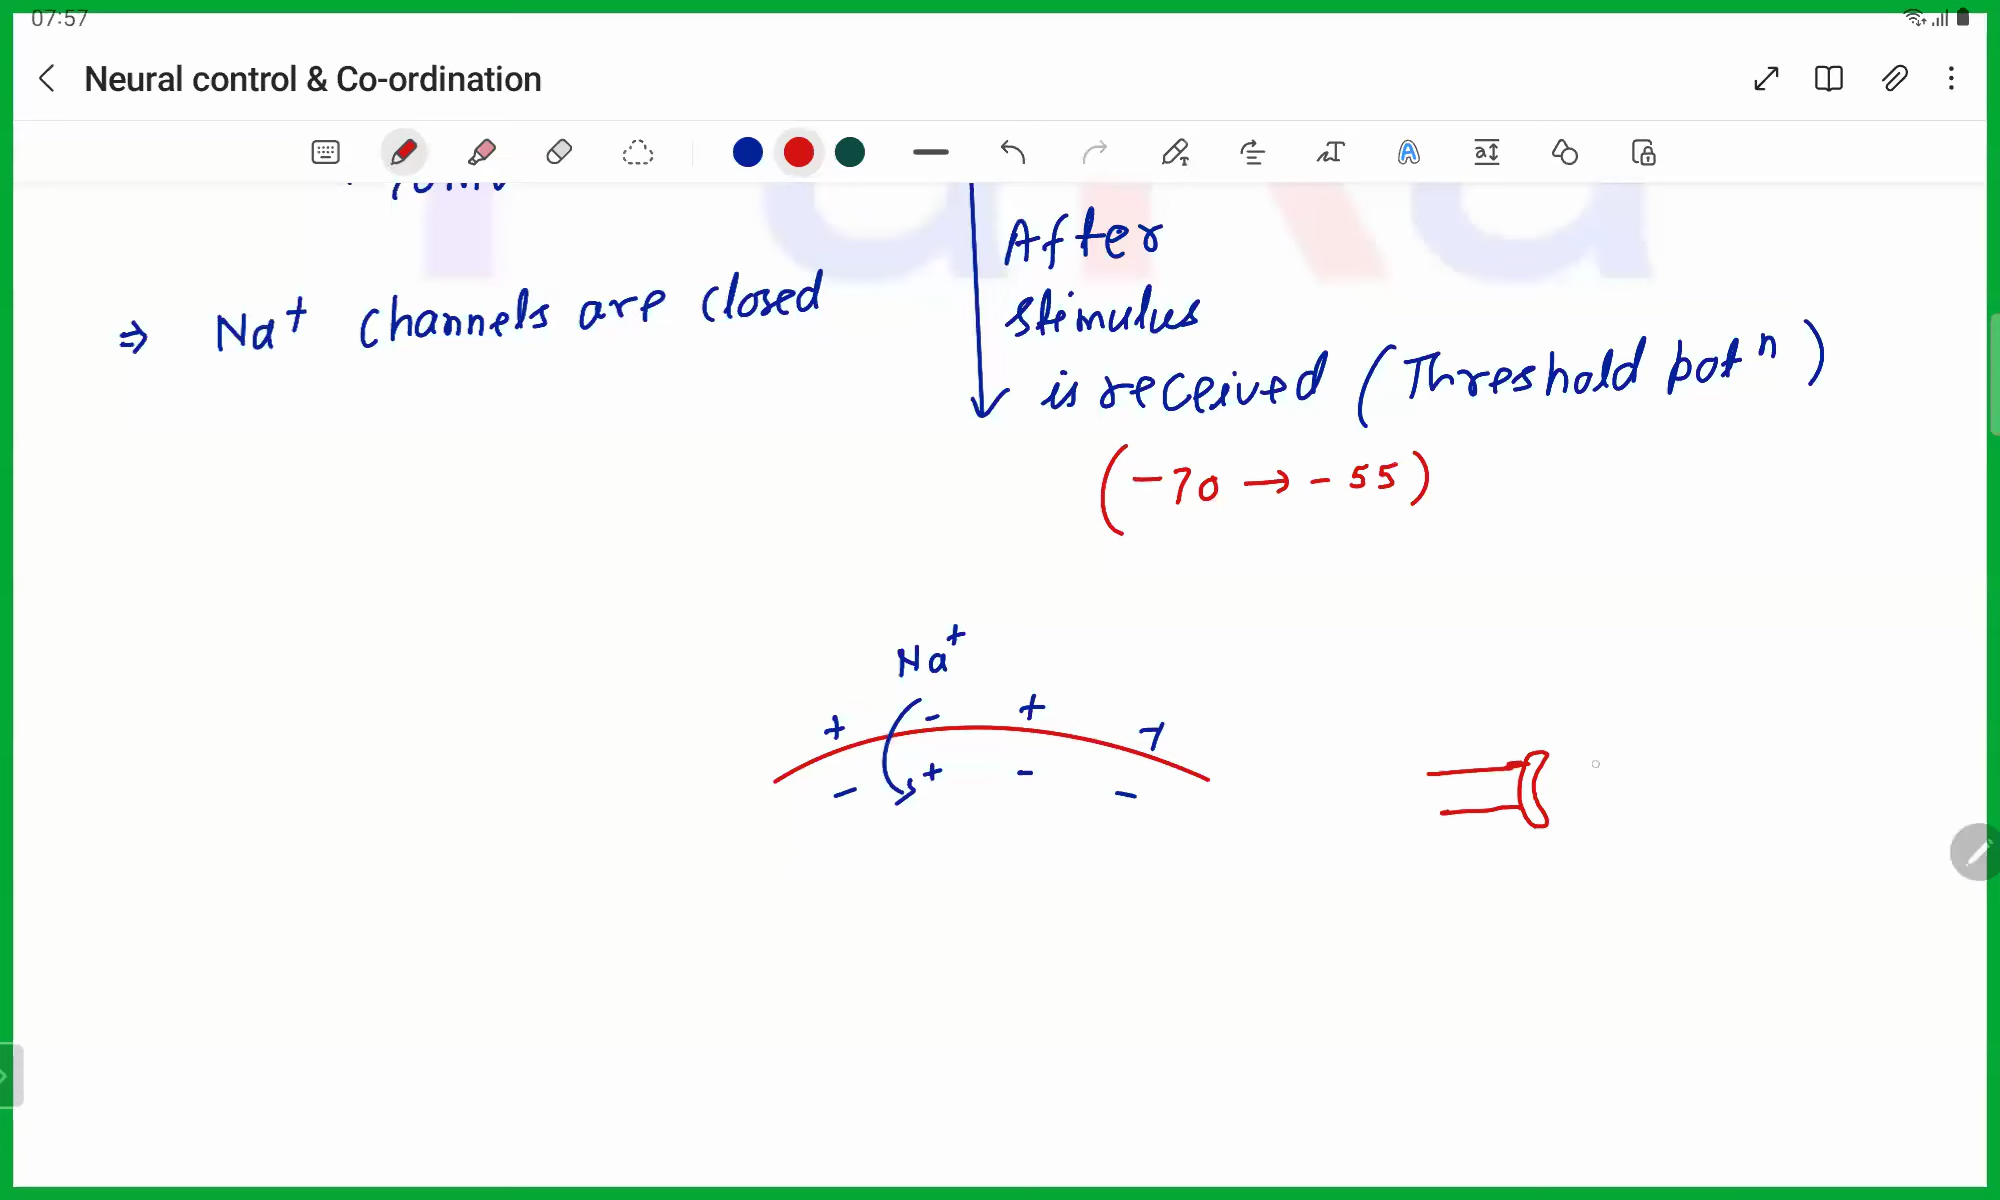 07:57
Neural control & Co-ordination
70mV
After
⇒ Na⁺ channels are closed
stimulus
is received (Threshold potⁿ)
(-70 → -55)
Na⁺
+ - + +
- + - -